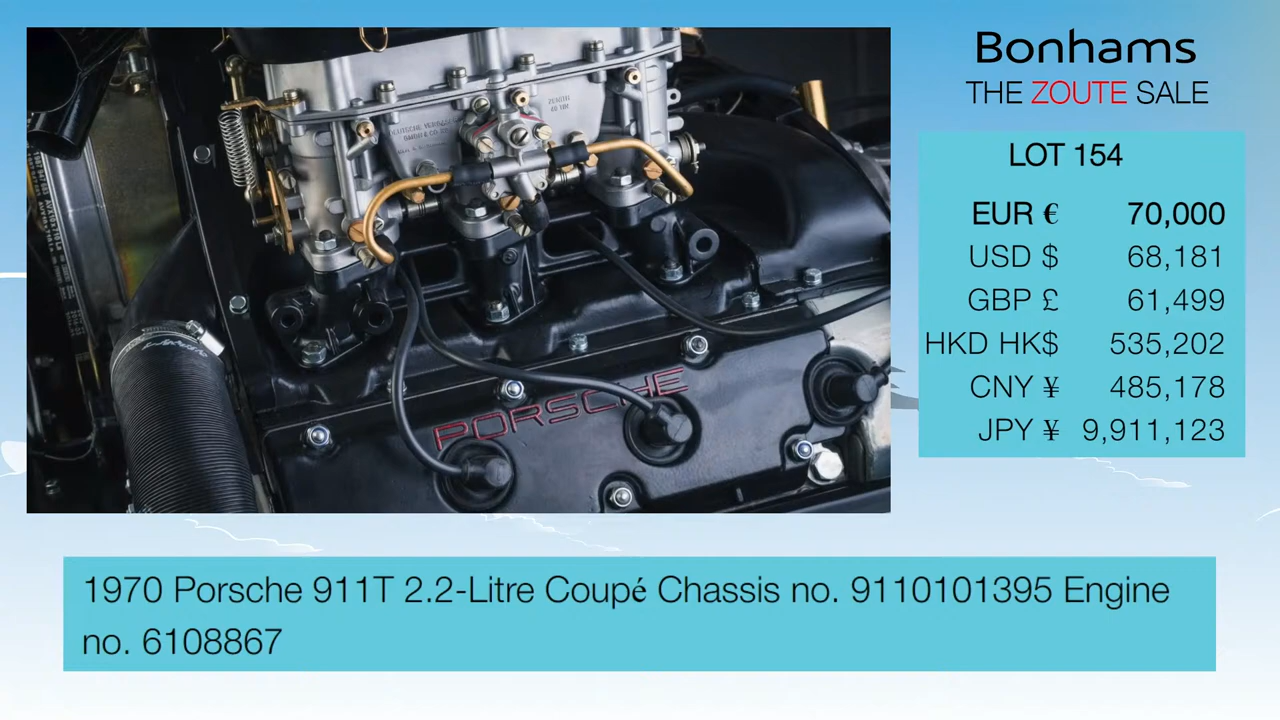 Bonhams
THE ZOUTE SALE
LOT 154
EUR € 70,000
USD $ 68,181
GBP £ 61,499
HKD HK$ 535,202
CNY ¥ 485,178
JPY ¥ 9,911,123
PORSCHE
1970 Porsche 911T 2.2-Litre Coupé Chassis no. 9110101395 Engine
no. 6108867